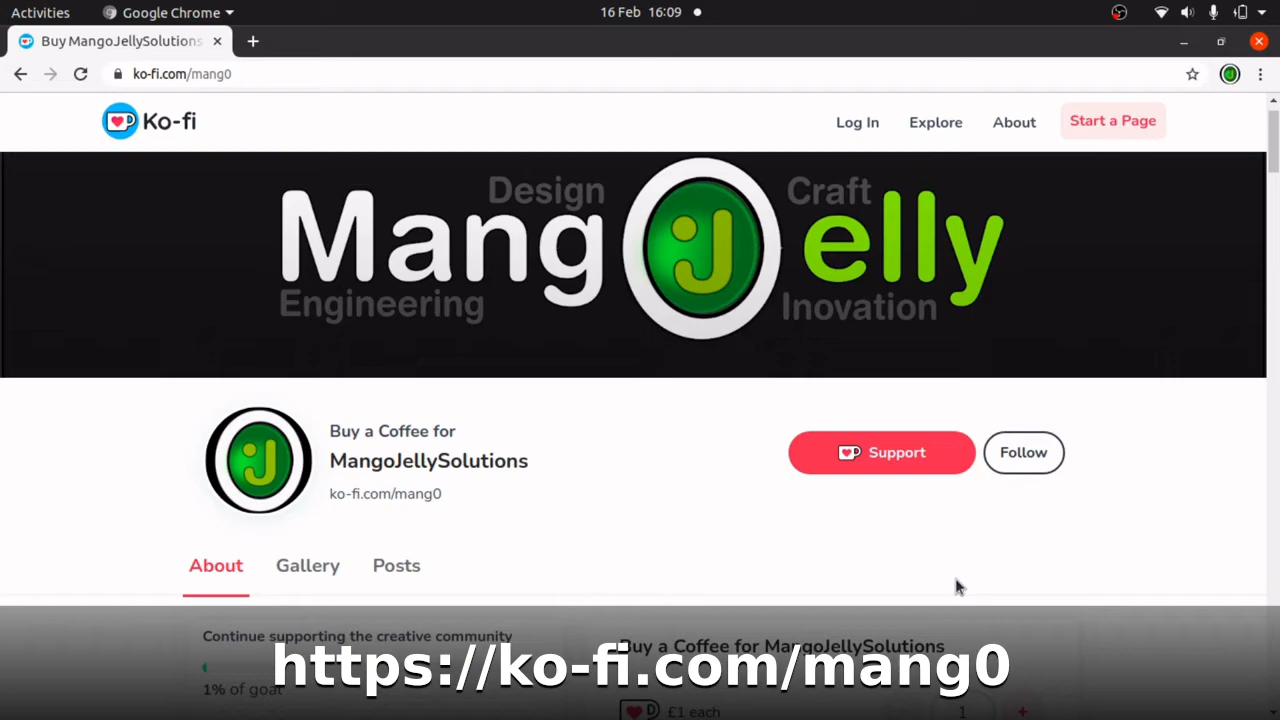 Activities Google Chrome 16 Feb 16:09
Buy MangoJellySolutions
ko-fi.com/mang0
Ko-fi Log In Explore About Start a Page
Design Craft
Mang J elly
Engineering Inovation
Buy a Coffee for
MangoJellySolutions
ko-fi.com/mang0
Support Follow
About Gallery Posts
Continue supporting the creative community
Buy a Coffee for MangoJellySolutions
https://ko-fi.com/mang0
1% of goal
£1 each 1 +